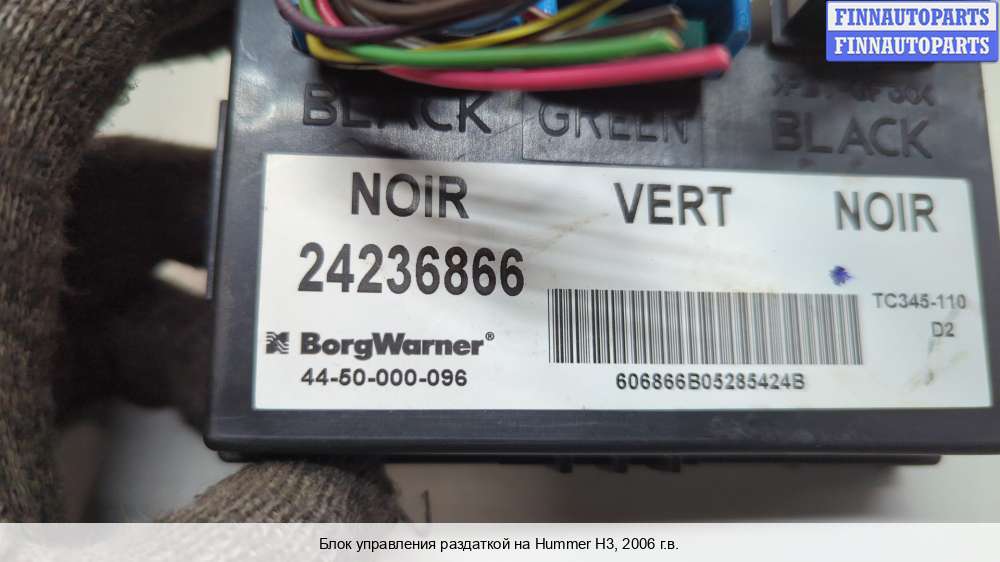 FINNAUTOPARTS
FINNAUTOPARTS
BLACK GREEN BLACK
NOIR VERT NOIR
24236866
TC345-110
D2
BorgWarner®
44-50-000-096
606866B05285424B
Блок управления раздаткой на Hummer H3, 2006 г.в.